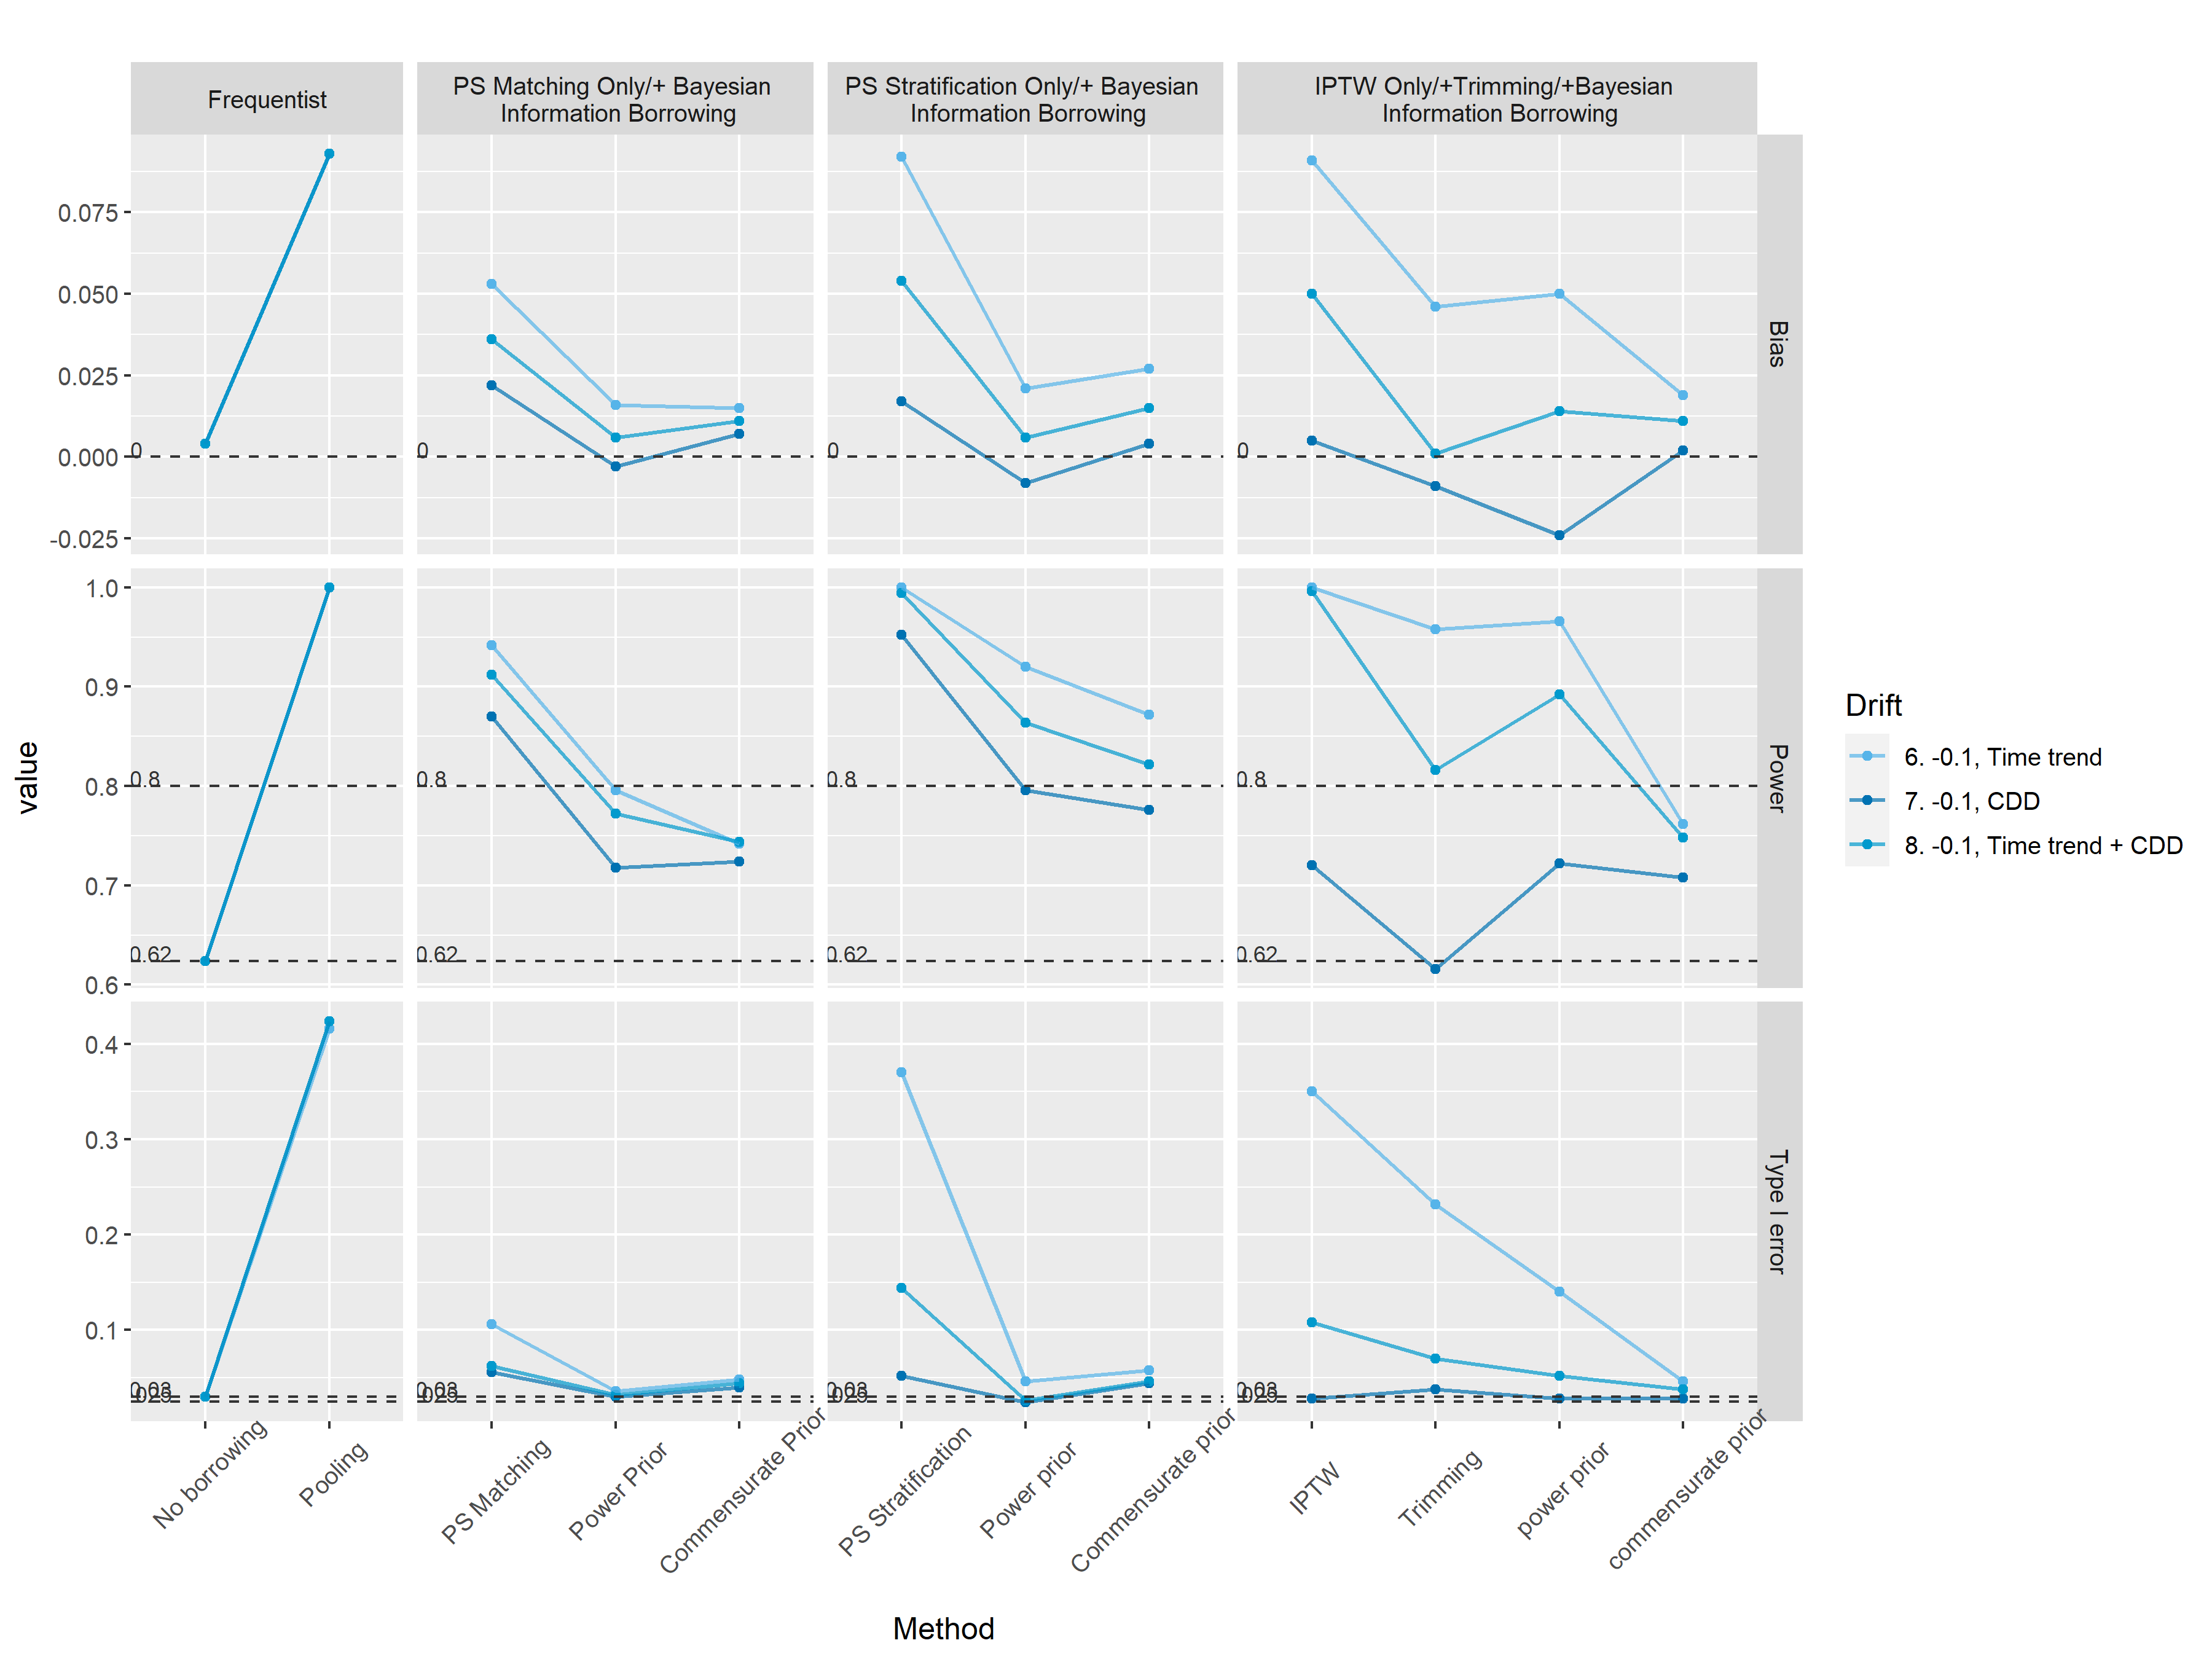 Frequentist
PS Matching Only/+ Bayesian
Information Borrowing
PS Stratification Only/+ Bayesian
Information Borrowing
IPTW Only/+Trimming/+Bayesian
Information Borrowing
0.075
0.050
0.025
0.000
-0.025
0
0
0
0
Bias
1.0
0.9
0.8
0.7
0.6
0.8
0.8
0.8
0.8
0.62
0.62
0.62
0.62
Power
0.4
0.3
0.2
0.1
Type I error
value
No borrowing
Pooling
PS Matching
Power Prior
Commensurate Prior
PS Stratification
Power prior
Commensurate prior
IPTW
Trimming
power prior
commensurate prior
Method
Drift
6. -0.1, Time trend
7. -0.1, CDD
8. -0.1, Time trend + CDD